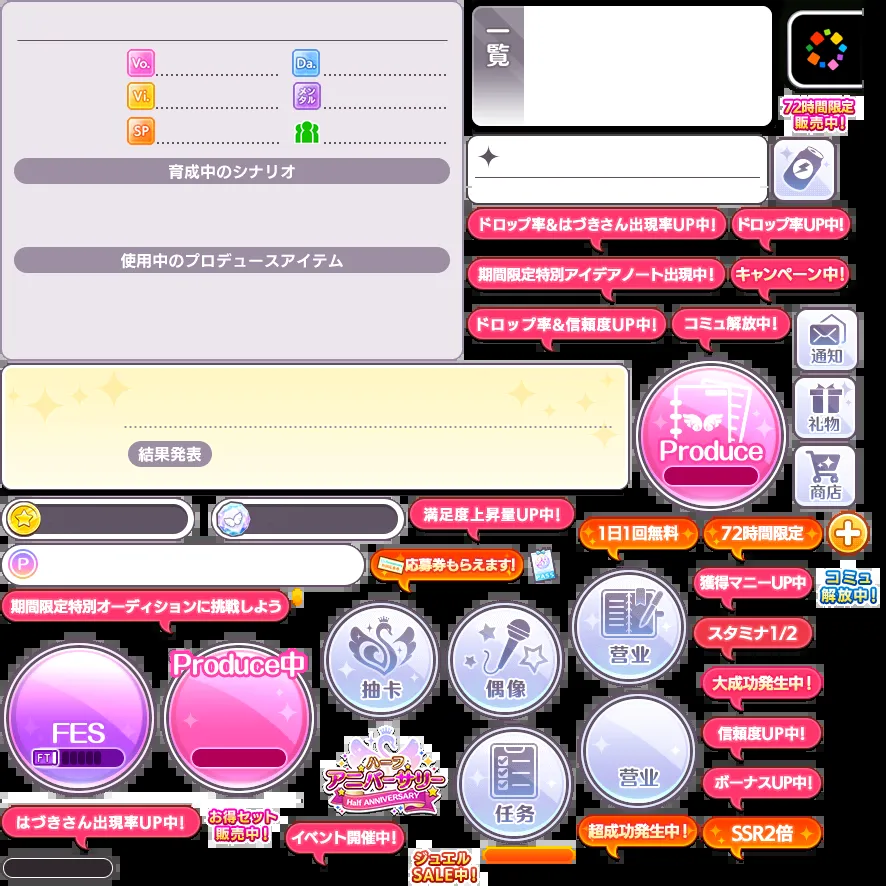 一覧
72時間限定
販売中!
Vo.
Da.
Vi.
メンタル
SP
育成中のシナリオ
使用中のプロデュースアイテム
ドロップ率&はづきさん出現率UP中!
ドロップ率UP中!
期間限定特別アイデアノート出現中!
キャンペーン中!
ドロップ率&信頼度UP中!
コミュ解放中!
通知
礼物
商店
Produce
結果発表
満足度上昇量UP中!
1日1回無料
72時間限定
P
応募券もらえます!
獲得マニーUP中
コミュ
解放中!
期間限定特別オーディションに挑戦しよう
スタミナ1/2
Produce中
FES
FT
抽卡
偶像
营业
大成功発生中!
信頼度UP中!
ハーフ
アニバーサリー
Half ANNIVERSARY
任务
营业
ボーナスUP中!
はづきさん出現率UP中!
お得セット
販売中!
イベント開催中!
超成功発生中!
SSR2倍
ジュエル
SALE中!